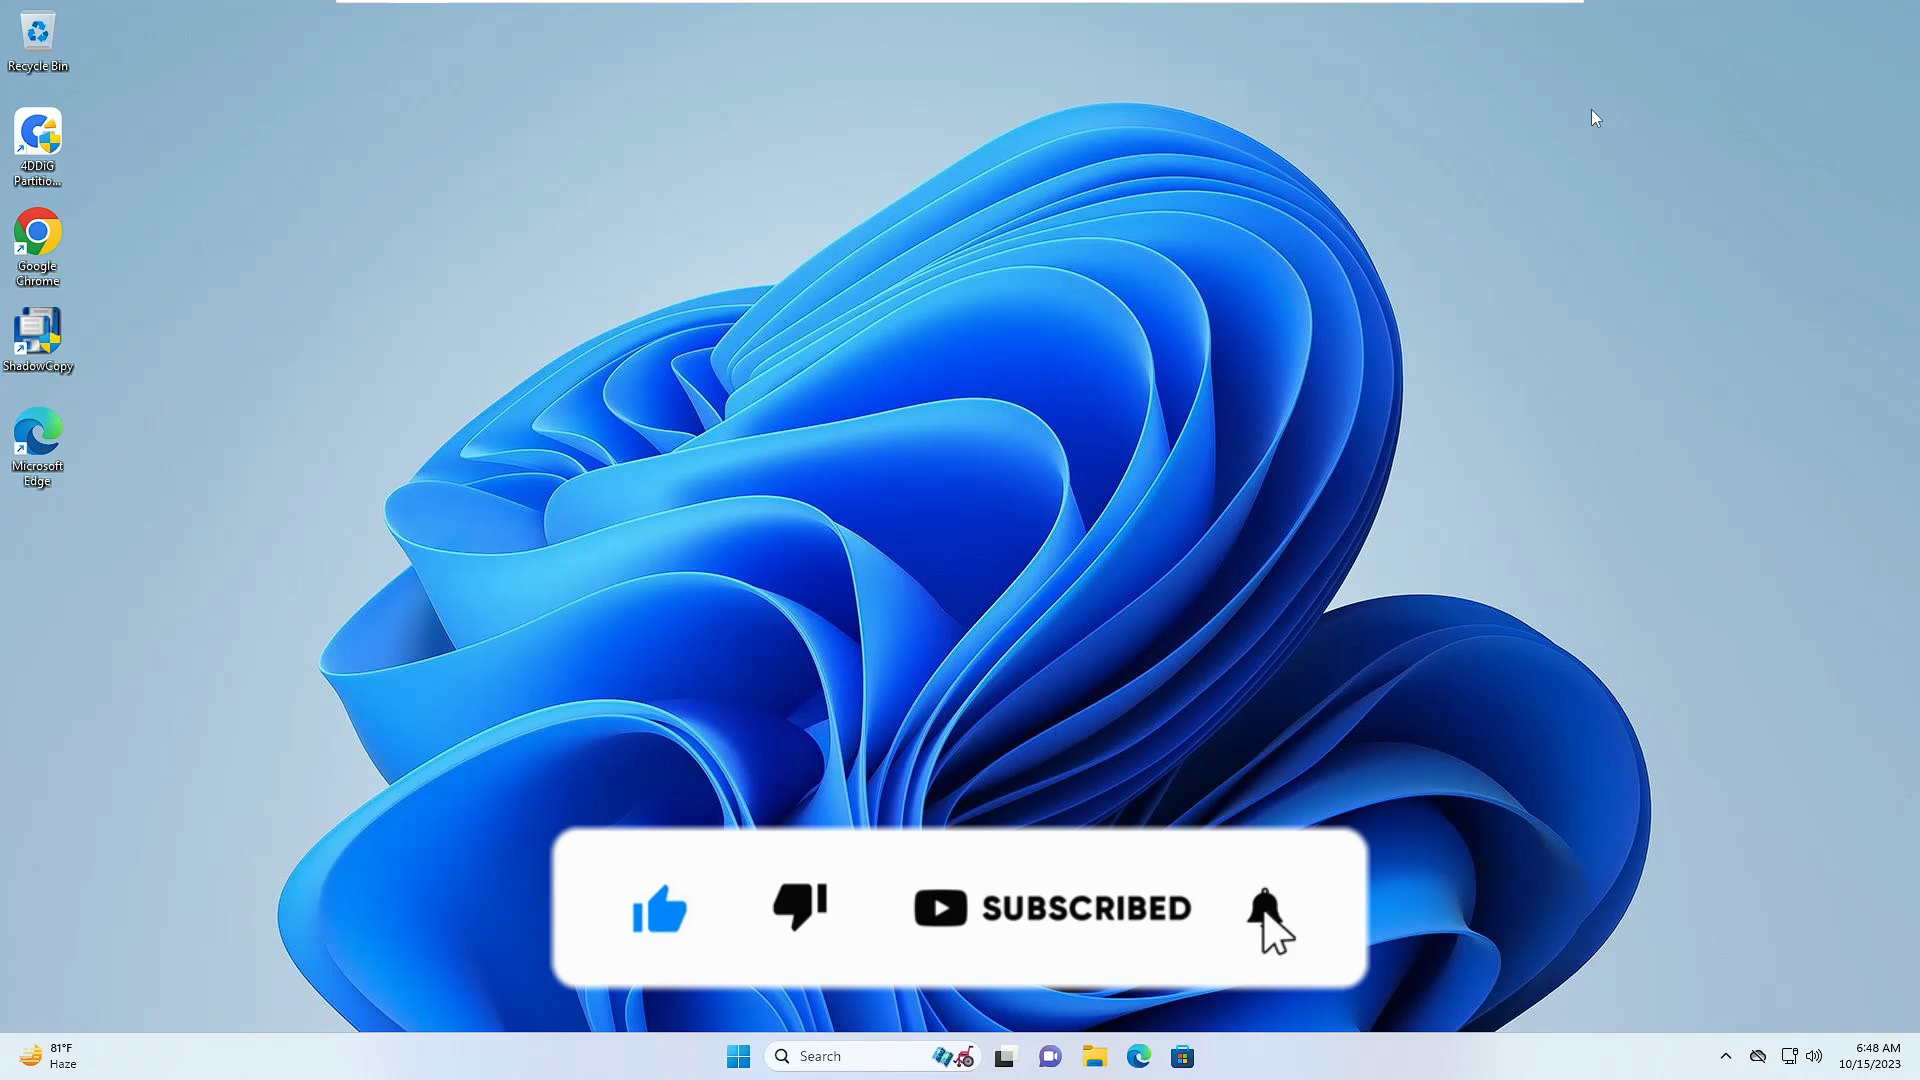 Recycle Bin
4DDiG
Partitio...
Google
Chrome
ShadowCopy
Microsoft
Edge
SUBSCRIBED
81°F
Haze
Search
6:48 AM
10/15/2023